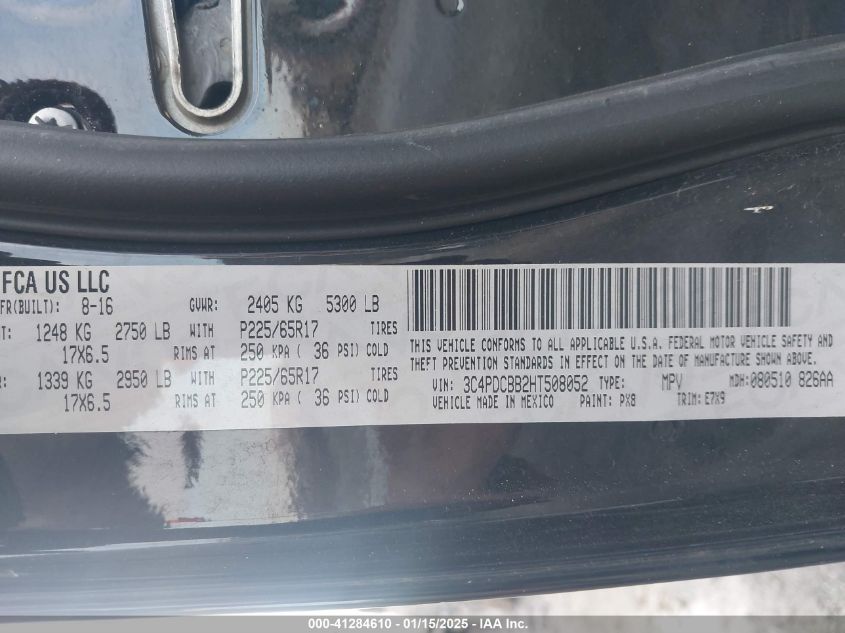 FCA US LLC
FR(BUILT): 8-16 GVWR: 2405 KG 5300 LB
T: 1248 KG 2750 LB WITH P225/65R17 TIRES
17X6.5 RIMS AT 250 KPA ( 36 PSI) COLD
: 1339 KG 2950 LB WITH P225/65R17 TIRES
17X6.5 RIMS AT 250 KPA ( 36 PSI) COLD
THIS VEHICLE CONFORMS TO ALL APPLICABLE U.S.A. FEDERAL MOTOR VEHICLE SAFETY AND
THEFT PREVENTION STANDARDS IN EFFECT ON THE DATE OF MANUFACTURE SHOWN ABOVE.
VIN: 3C4PDCBB2HT508052 TYPE: MPV MDH: 080510 826AA
VEHICLE MADE IN MEXICO PAINT: PX8 TRIM: E7X9
000-41284610 - 01/15/2025 - IAA Inc.